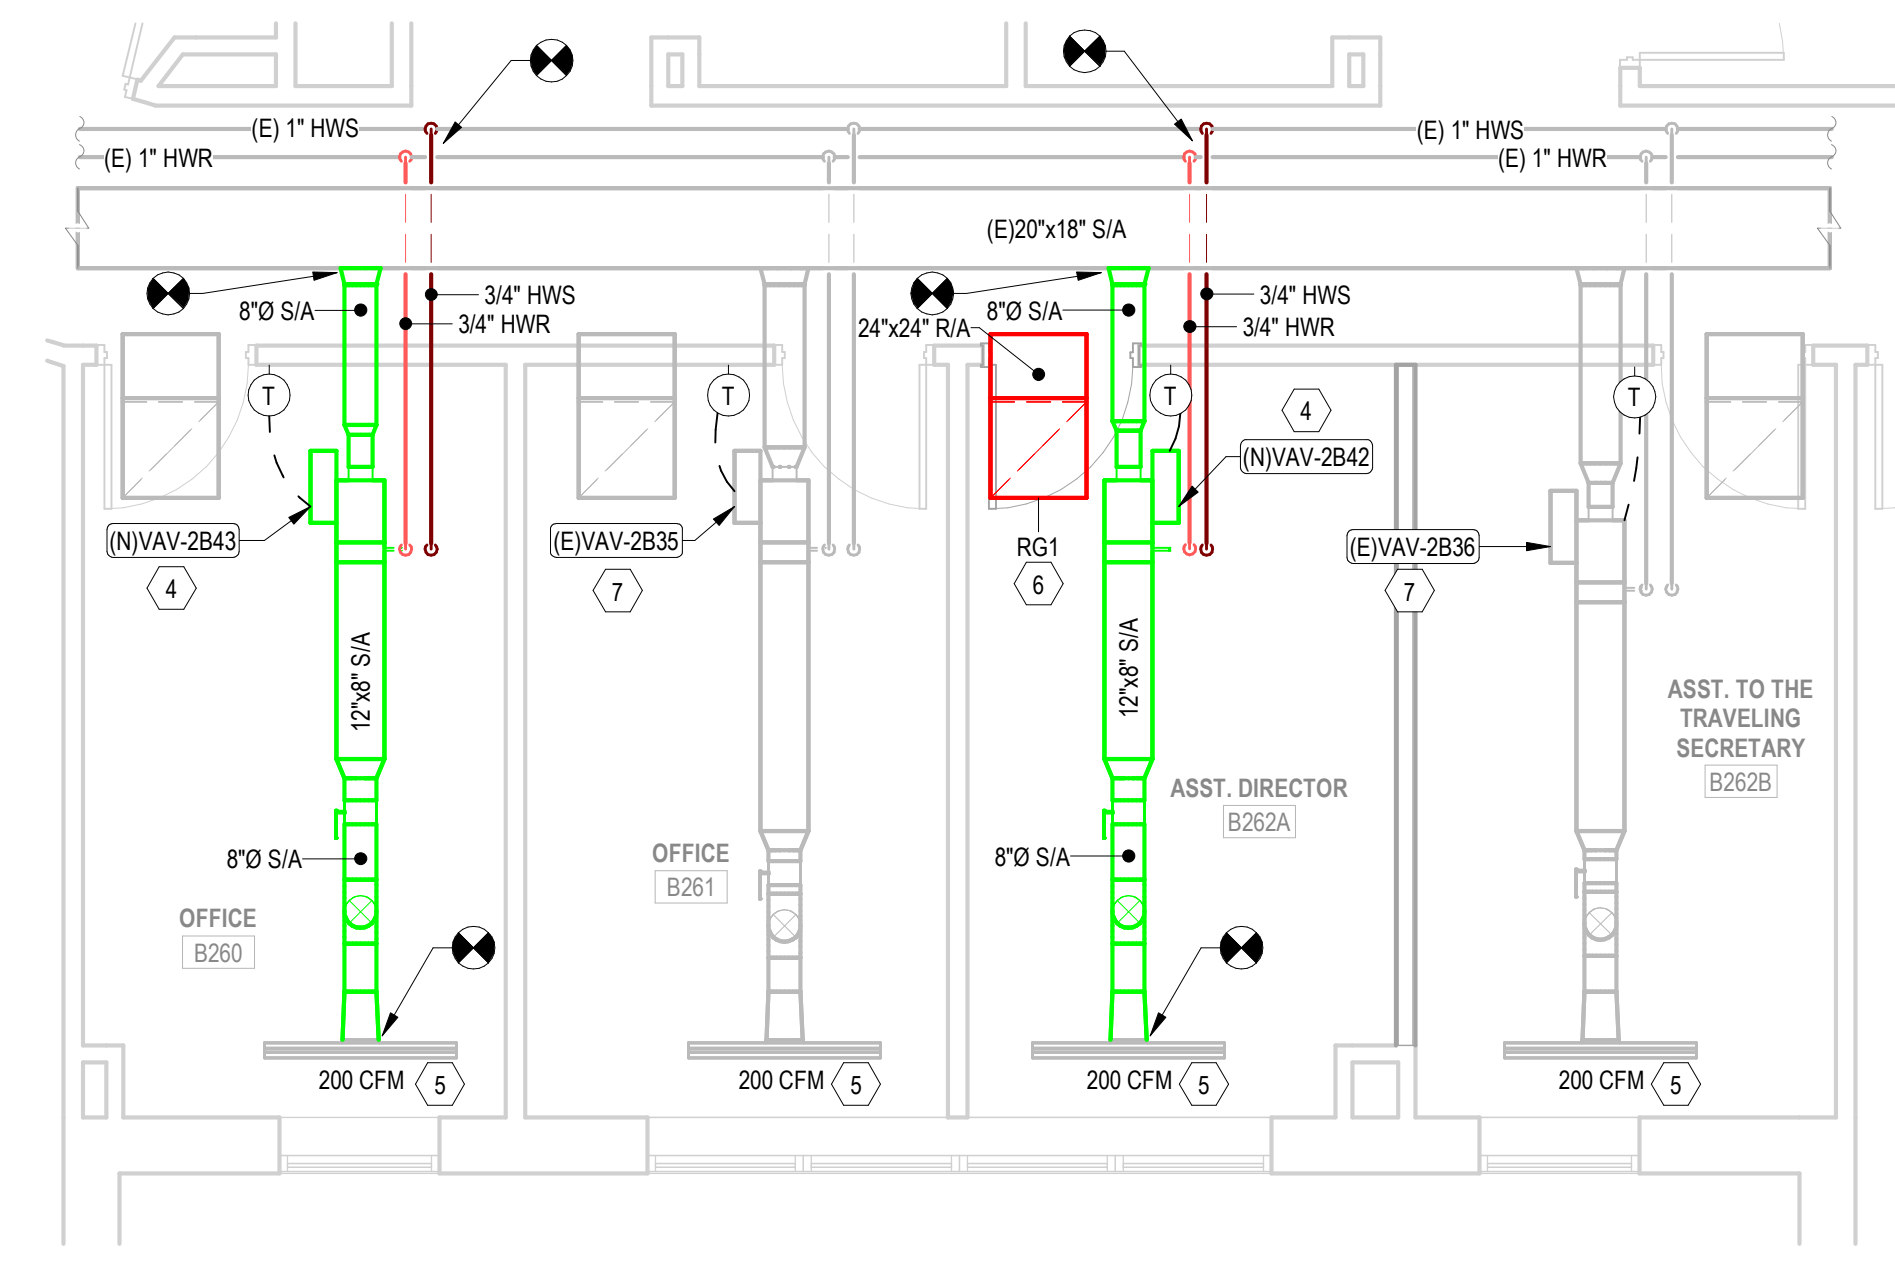 (E) 1" HWS
(E) 1" HWS
(E) 1" HWR
(E) 1" HWR
(E)20"x18" S/A
8"Ø S/A
3/4" HWS
3/4" HWR
8"Ø S/A
24"x24" R/A
3/4" HWS
3/4" HWR
T
T
T
T
4
(N)VAV-2B42
(N)VAV-2B43
4
(E)VAV-2B35
7
RG1
6
(E)VAV-2B36
7
12"x8" S/A
12"x8" S/A
ASST. TO THE
TRAVELING
SECRETARY
B262B
ASST. DIRECTOR
B262A
8"Ø S/A
OFFICE
B261
8"Ø S/A
OFFICE
B260
200 CFM 5
200 CFM 5
200 CFM 5
200 CFM 5